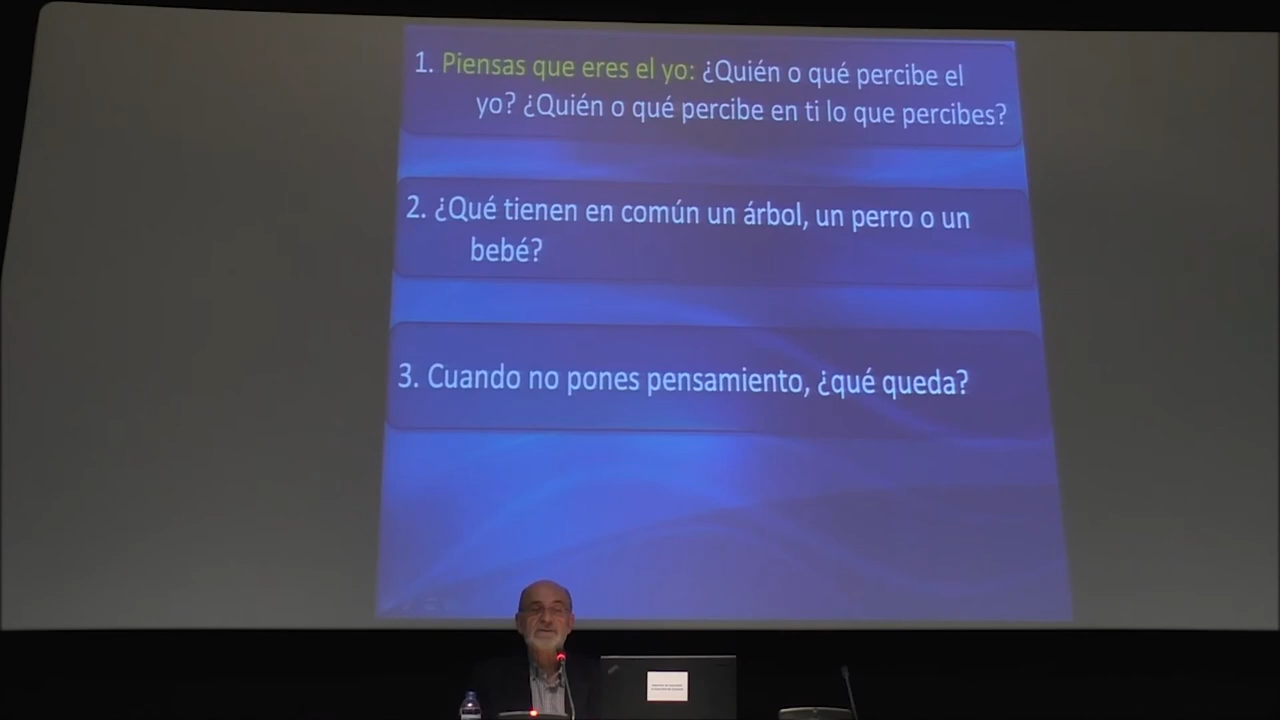 1. Piensas que eres el yo: ¿Quién o qué percibe el
yo? ¿Quién o qué percibe en ti lo que percibes?
2. ¿Qué tienen en común un árbol, un perro o un
bebé?
3. Cuando no pones pensamiento, ¿qué queda?